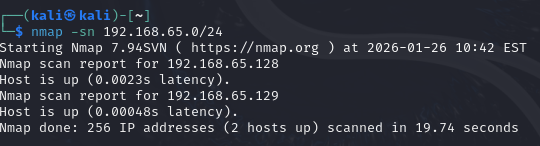 ┌──(kali㉿kali)-[~]
└─$ nmap -sn 192.168.65.0/24
Starting Nmap 7.94SVN ( https://nmap.org ) at 2026-01-26 10:42 EST
Nmap scan report for 192.168.65.128
Host is up (0.0023s latency).
Nmap scan report for 192.168.65.129
Host is up (0.00048s latency).
Nmap done: 256 IP addresses (2 hosts up) scanned in 19.74 seconds